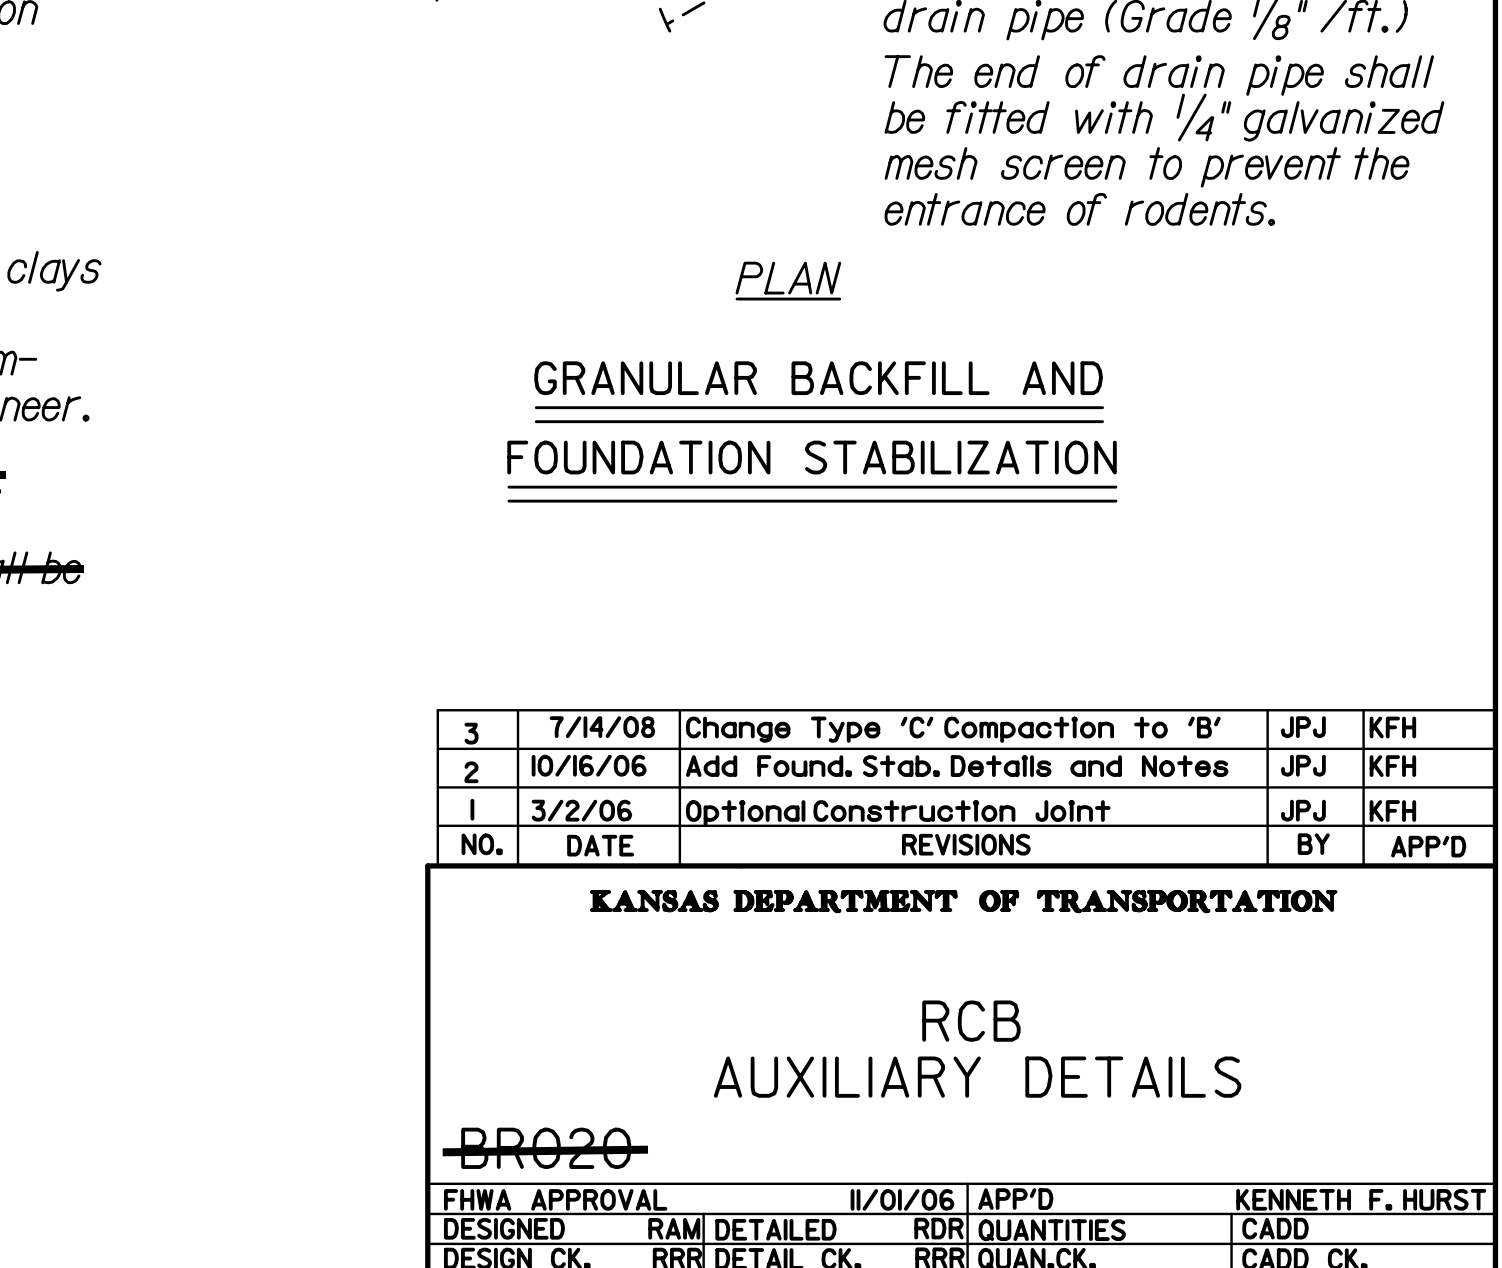 on
drain pipe (Grade 1/8" /ft.)
The end of drain pipe shall
be fitted with 1/4" galvanized
mesh screen to prevent the
entrance of rodents.
clays
m-
neer.
all be
PLAN
GRANULAR BACKFILL AND
FOUNDATION STABILIZATION
3 7/14/08 Change Type 'C' Compaction to 'B' JPJ KFH
2 10/16/06 Add Found. Stab. Details and Notes JPJ KFH
1 3/2/06 Optional Construction Joint JPJ KFH
NO. DATE REVISIONS BY APP'D
KANSAS DEPARTMENT OF TRANSPORTATION
RCB
AUXILIARY DETAILS
BR020
FHWA APPROVAL 11/01/06 APP'D KENNETH F. HURST
DESIGNED RAM DETAILED RDR QUANTITIES CADD
DESIGN CK. RRR DETAIL CK. RRR QUAN.CK. CADD CK.